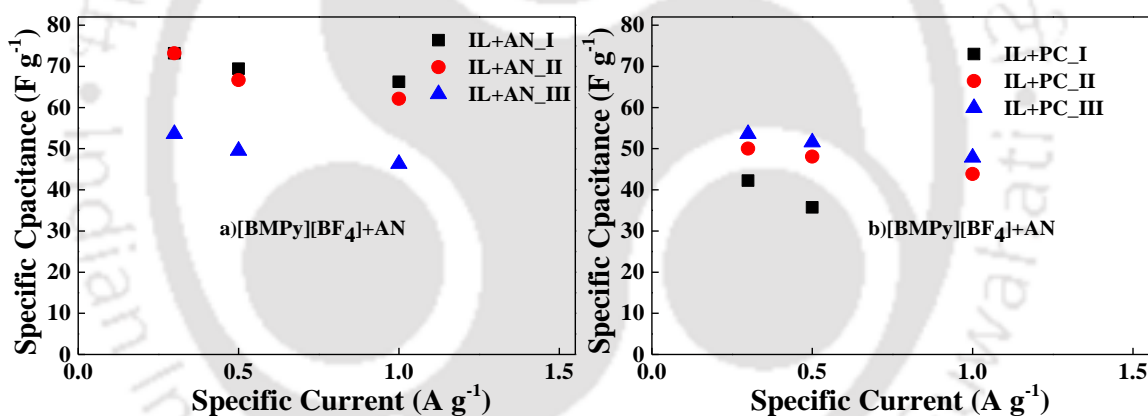 80
70
60
50
40
30
20
10
0
0.0
0.5
1.0
1.5
Specific Cpacitance (F g-1)
Specific Current (A g-1)
IL+AN_I
IL+AN_II
IL+AN_III
a)[BMPy][BF4]+AN
80
70
60
50
40
30
20
10
0
0.0
0.5
1.0
1.5
Specific Cpacitance (F g-1)
Specific Current (A g-1)
IL+PC_I
IL+PC_II
IL+PC_III
b)[BMPy][BF4]+AN
Indian